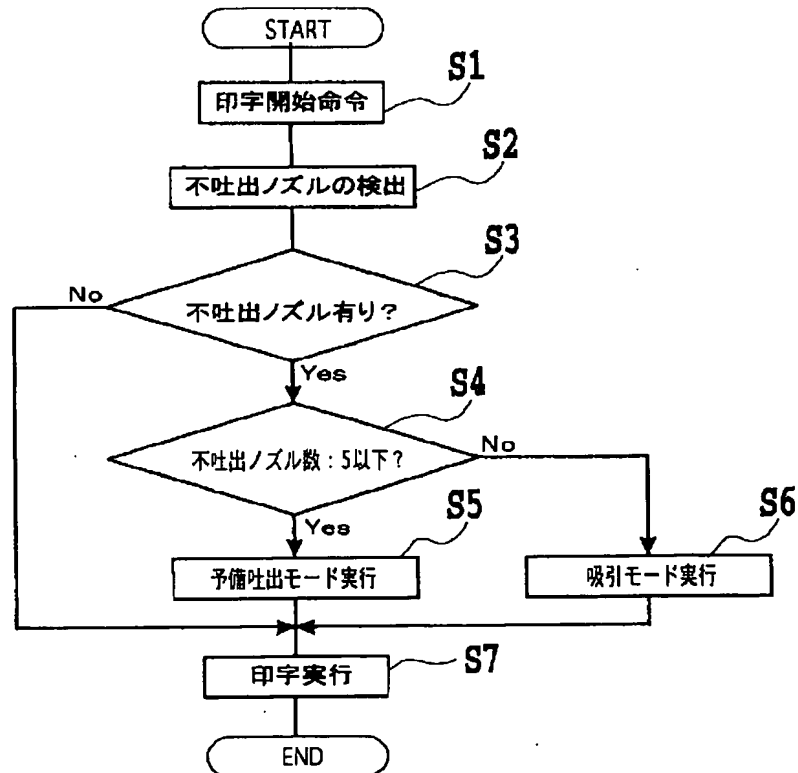 START
S1
印字開始命令
S2
不吐出ノズルの検出
S3
No
不吐出ノズル有り？
Yes
S4
不吐出ノズル数：5以下？
No
Yes
S5
予備吐出モード実行
S6
吸引モード実行
S7
印字実行
END